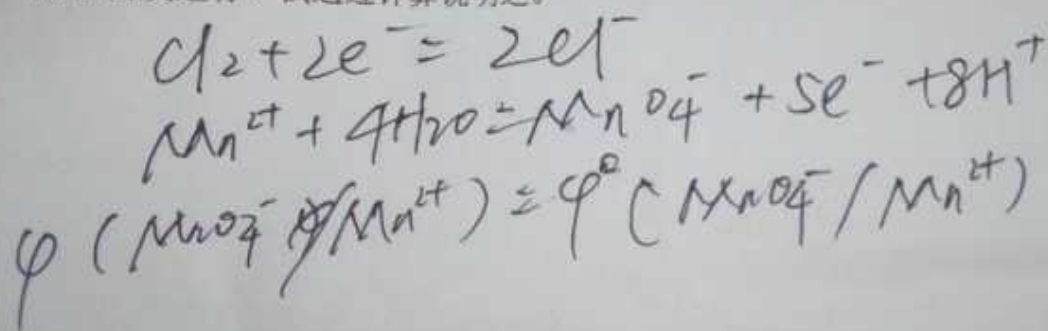 Cl₂ + 2e⁻ = 2Cl⁻
Mn²⁺ + 4H₂O = MnO₄⁻ + 5e⁻ + 8H⁺
φ (MnO₄⁻/Mn²⁺) = φ° (MnO₄⁻/Mn²⁺)